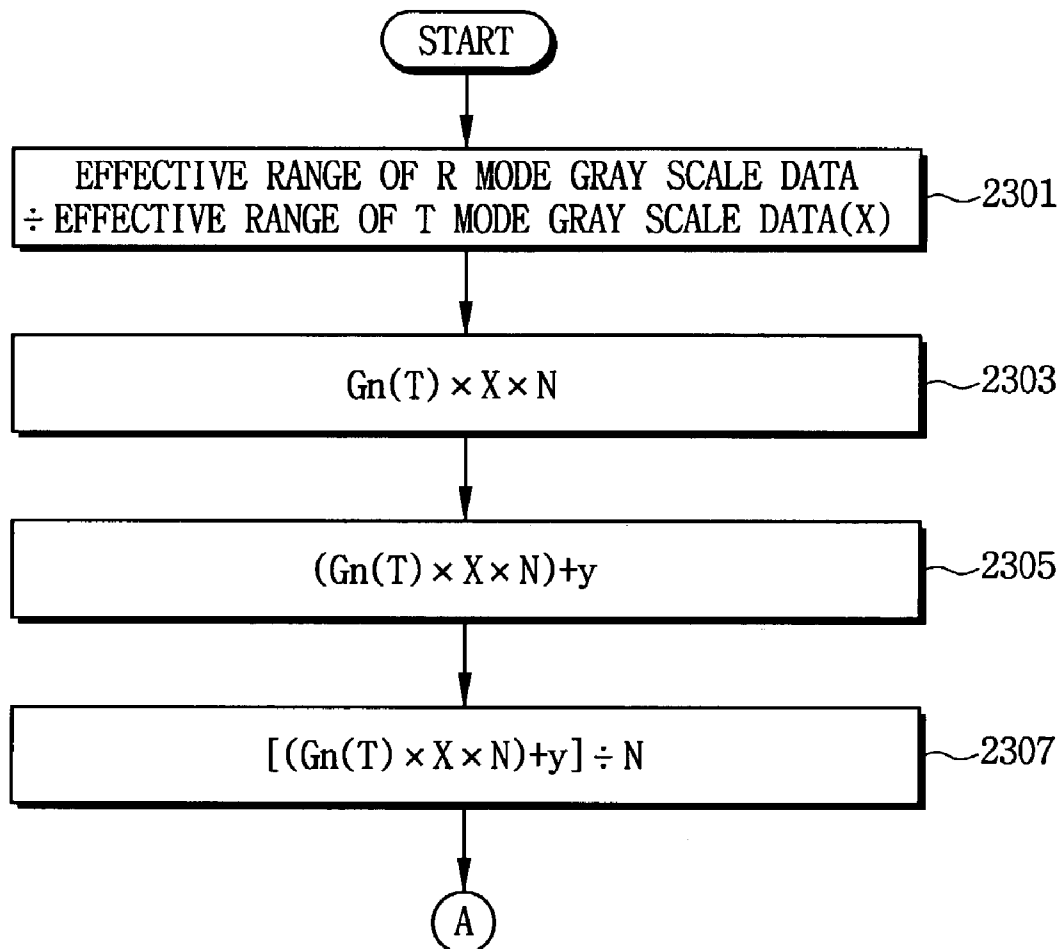 START
EFFECTIVE RANGE OF R MODE GRAY SCALE DATA
÷ EFFECTIVE RANGE OF T MODE GRAY SCALE DATA(X)
2301
Gn(T) × X × N
2303
(Gn(T) × X × N)+y
2305
[(Gn(T) × X × N)+y] ÷ N
2307
A